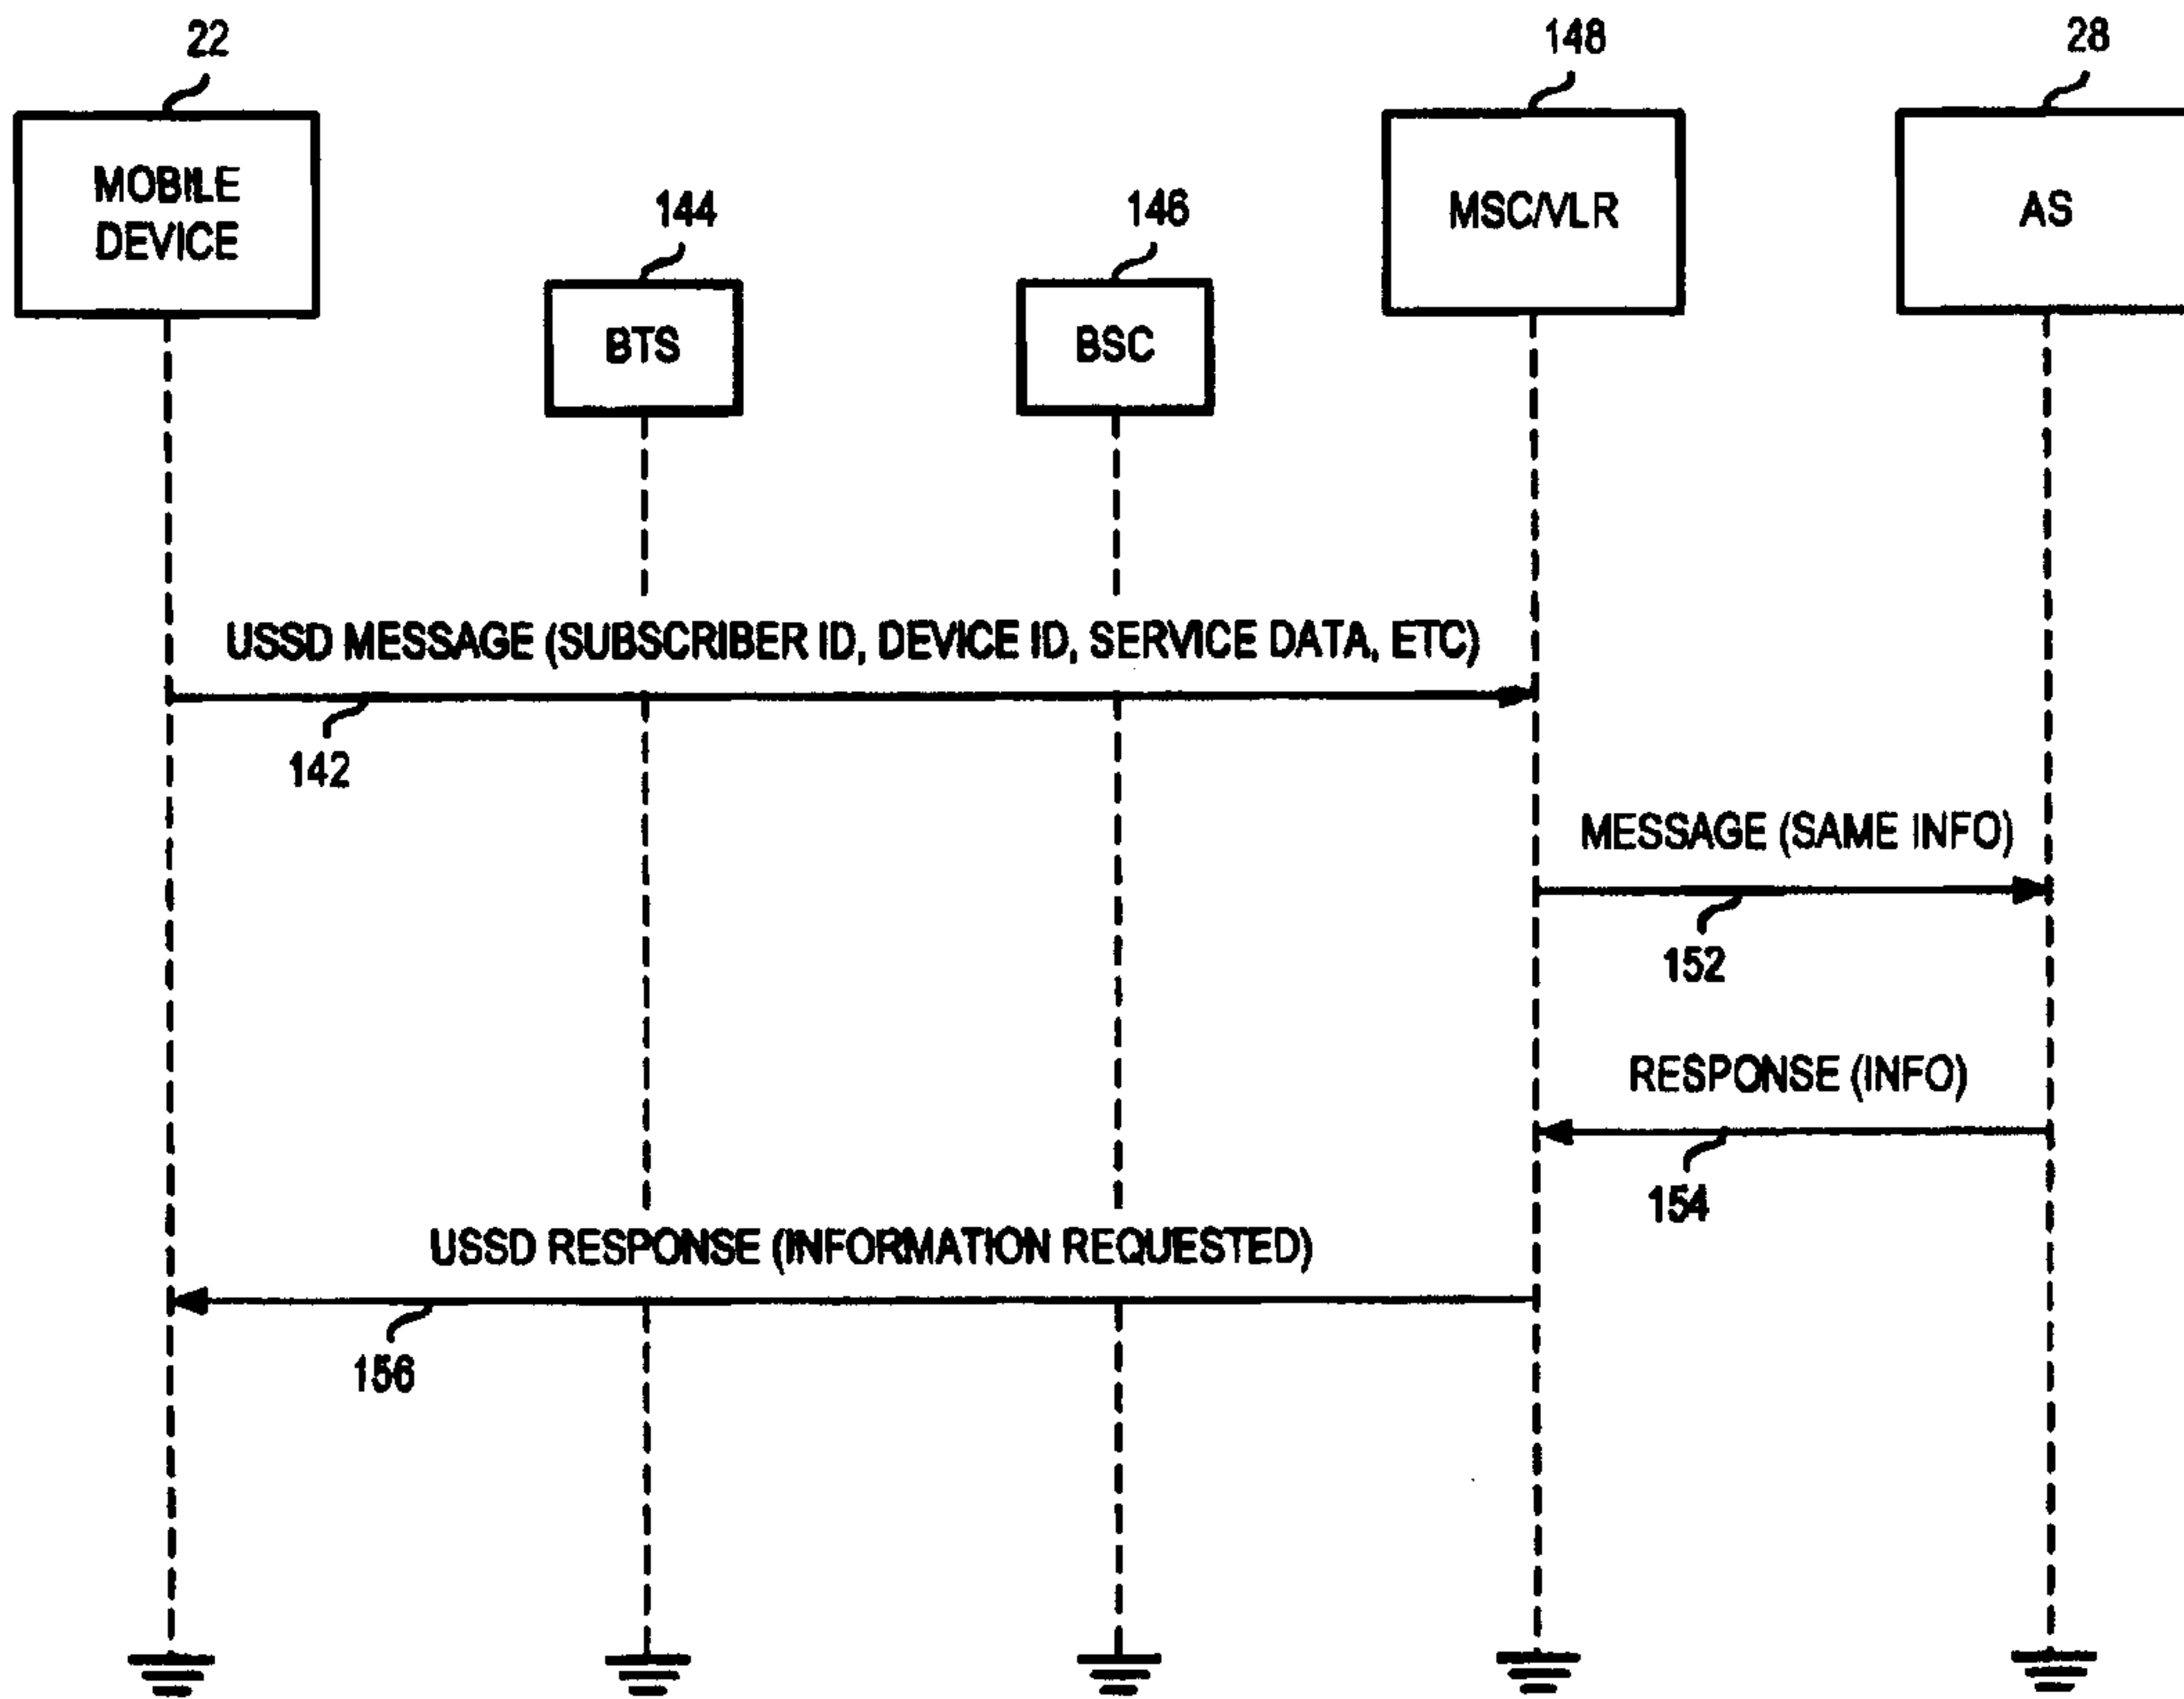 22
148
28
MOBILE
DEVICE
144
146
MSC/VLR
AS
BTS
BSC
USSD MESSAGE (SUBSCRIBER ID, DEVICE ID, SERVICE DATA, ETC)
142
MESSAGE (SAME INFO)
152
RESPONSE (INFO)
154
USSD RESPONSE (INFORMATION REQUESTED)
156